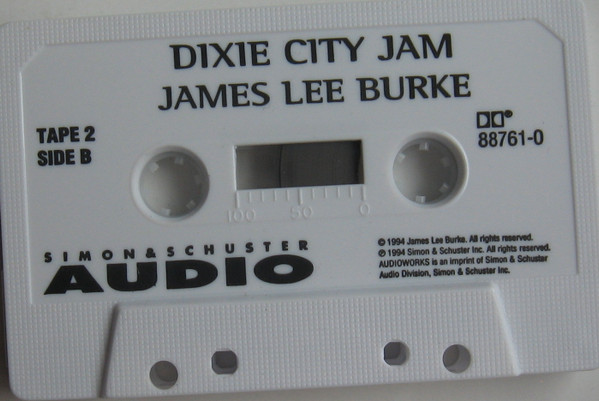 DIXIE CITY JAM
JAMES LEE BURKE
TAPE 2
SIDE B
88761-0
100 50 0
SIMON & SCHUSTER
AUDIO
© 1994 James Lee Burke. All rights reserved.
℗ 1994 Simon & Schuster Inc. All rights reserved.
AUDIOWORKS is an imprint of Simon & Schuster
Audio Division, Simon & Schuster Inc.